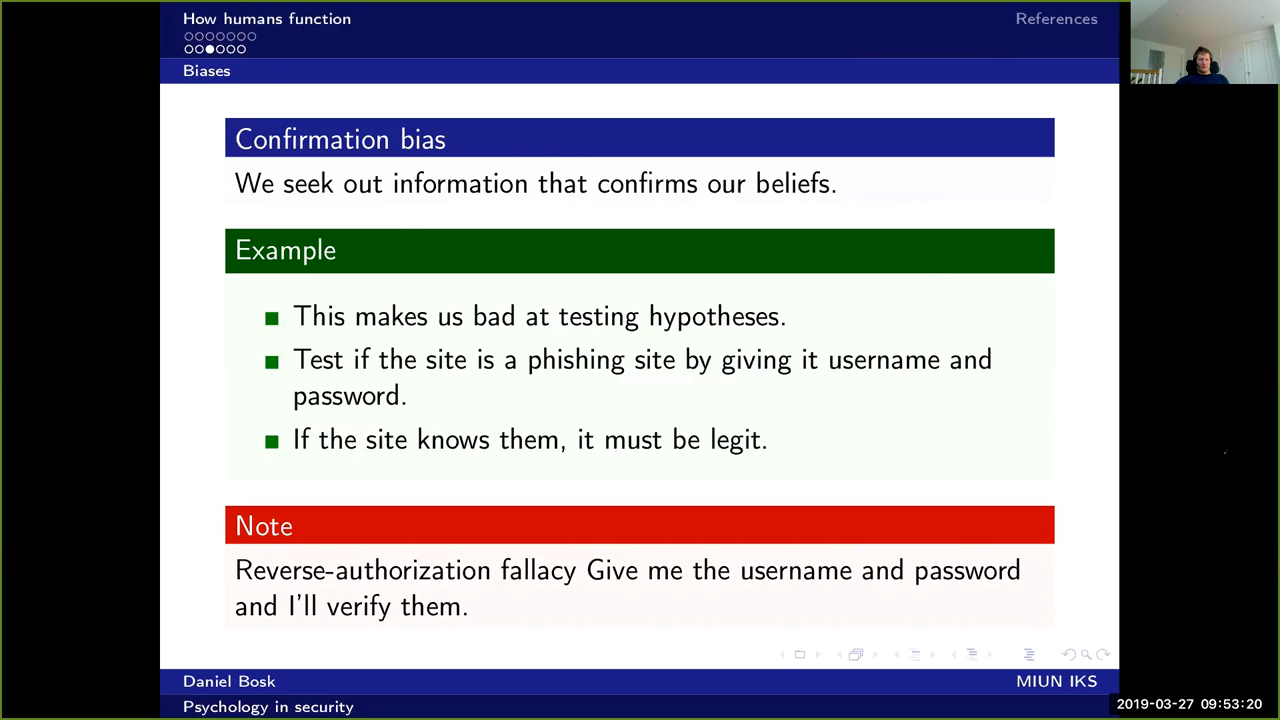 How humans function
References
Biases
Confirmation bias
We seek out information that confirms our beliefs.
Example
This makes us bad at testing hypotheses.
Test if the site is a phishing site by giving it username and
password.
If the site knows them, it must be legit.
Note
Reverse-authorization fallacy Give me the username and password
and I'll verify them.
Daniel Bosk
MIUN IKS
Psychology in security
2019-03-27 09:53:20